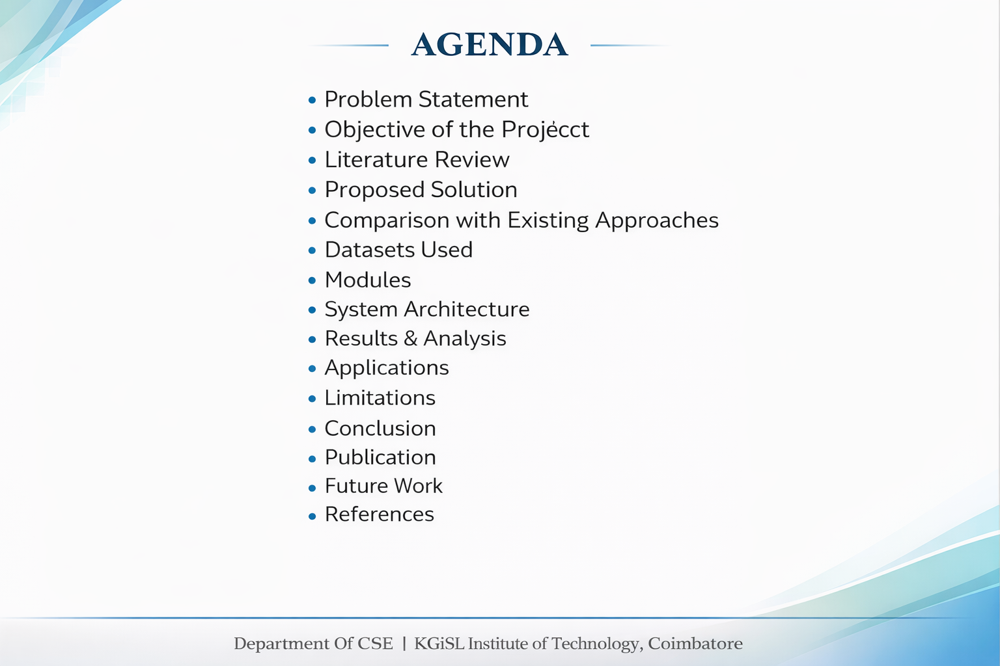 AGENDA
• Problem Statement
• Objective of the Projėcct
• Literature Review
• Proposed Solution
• Comparison with Existing Approaches
• Datasets Used
• Modules
• System Architecture
• Results & Analysis
• Applications
• Limitations
• Conclusion
• Publication
• Future Work
• References
Department Of CSE | KGiSL Institute of Technology, Coimbatore